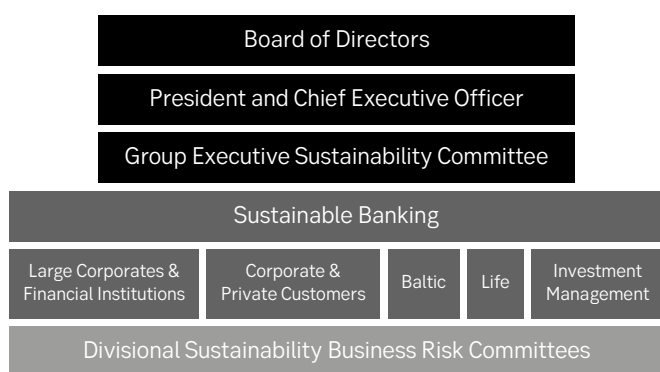 Board of Directors
President and Chief Executive Officer
Group Executive Sustainability Committee
Sustainable Banking
Large Corporates &
Financial Institutions
Corporate &
Private Customers
Baltic
Life
Investment
Management
Divisional Sustainability Business Risk Committees